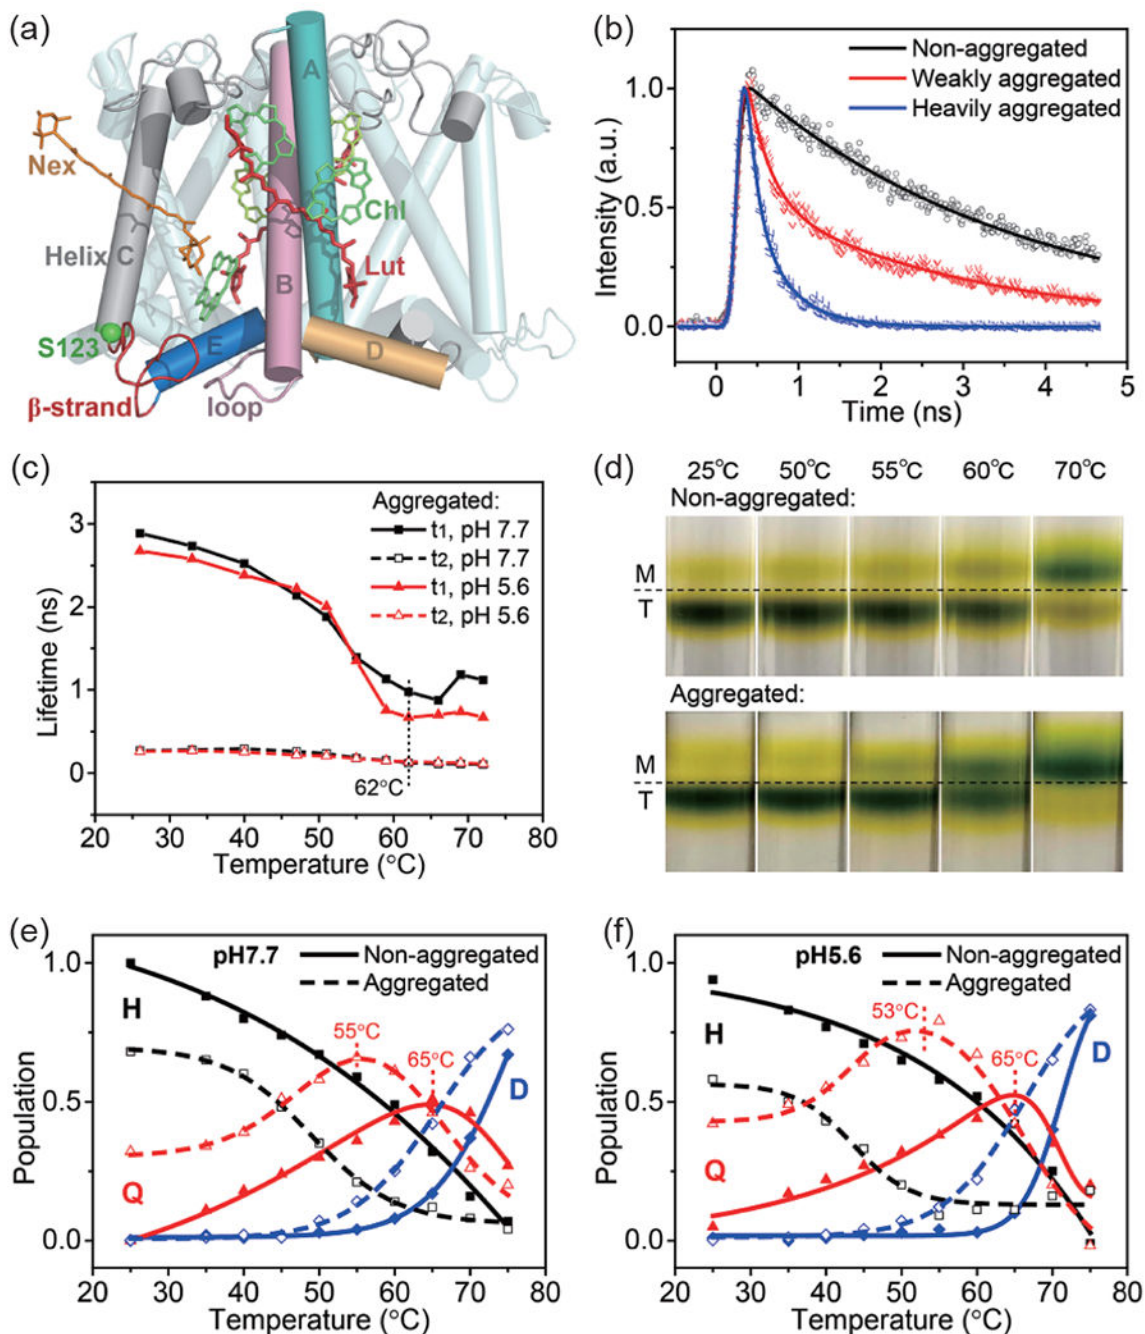 (a)
A
Nex
Chl
Helix C
Lut
B
S123
E
D
β-strand
loop
(b)
Non-aggregated
Weakly aggregated
Heavily aggregated
Intensity (a.u.)
1.0
0.5
0.0
0 1 2 3 4 5
Time (ns)
(c)
Aggregated:
t1, pH 7.7
t2, pH 7.7
t1, pH 5.6
t2, pH 5.6
Lifetime (ns)
3
2
1
0
62°C
20 30 40 50 60 70 80
Temperature (°C)
(d)
25°C 50°C 55°C 60°C 70°C
Non-aggregated:
M
T
Aggregated:
M
T
(e)
pH7.7
Non-aggregated
Aggregated
H
55°C
65°C
D
Q
Population
1.0
0.5
0.0
20 30 40 50 60 70 80
Temperature (°C)
(f)
pH5.6
Non-aggregated
Aggregated
H
53°C
65°C
D
Q
Population
1.0
0.5
0.0
20 30 40 50 60 70 80
Temperature (°C)